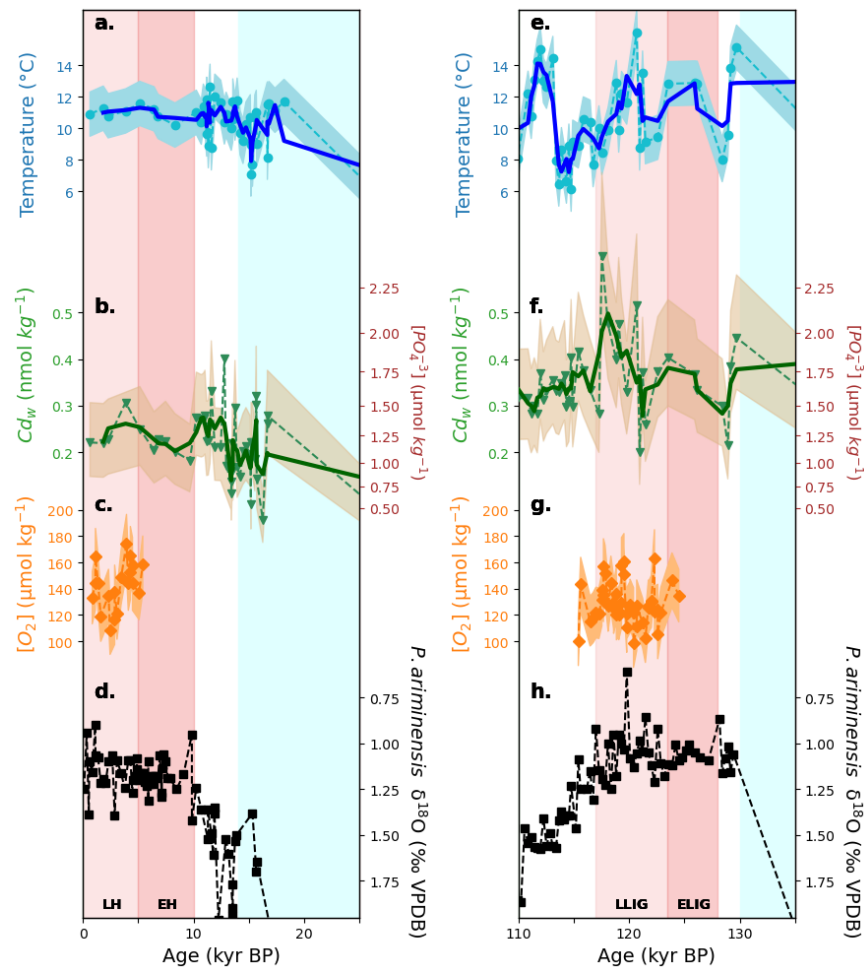 a.
e.
14
12
10
8
6
Temperature (°C)
14
12
10
8
6
Temperature (°C)
b.
0.5
0.4
0.3
0.2
Cd_w (nmol kg⁻¹)
2.25
2.00
1.75
1.50
1.25
1.00
0.75
0.50
[PO₄⁻³] (μmol kg⁻¹)
f.
0.5
0.4
0.3
0.2
Cd_w (nmol kg⁻¹)
2.25
2.00
1.75
1.50
1.25
1.00
0.75
0.50
[PO₄⁻³] (μmol kg⁻¹)
c.
200
180
160
140
120
100
[O₂] (μmol kg⁻¹)
g.
200
180
160
140
120
100
[O₂] (μmol kg⁻¹)
d.
0.75
1.00
1.25
1.50
1.75
P. ariminensis δ¹⁸O (‰ VPDB)
h.
0.75
1.00
1.25
1.50
1.75
P. ariminensis δ¹⁸O (‰ VPDB)
LH EH
LLIG ELIG
0 10 20
Age (kyr BP)
110 120 130
Age (kyr BP)